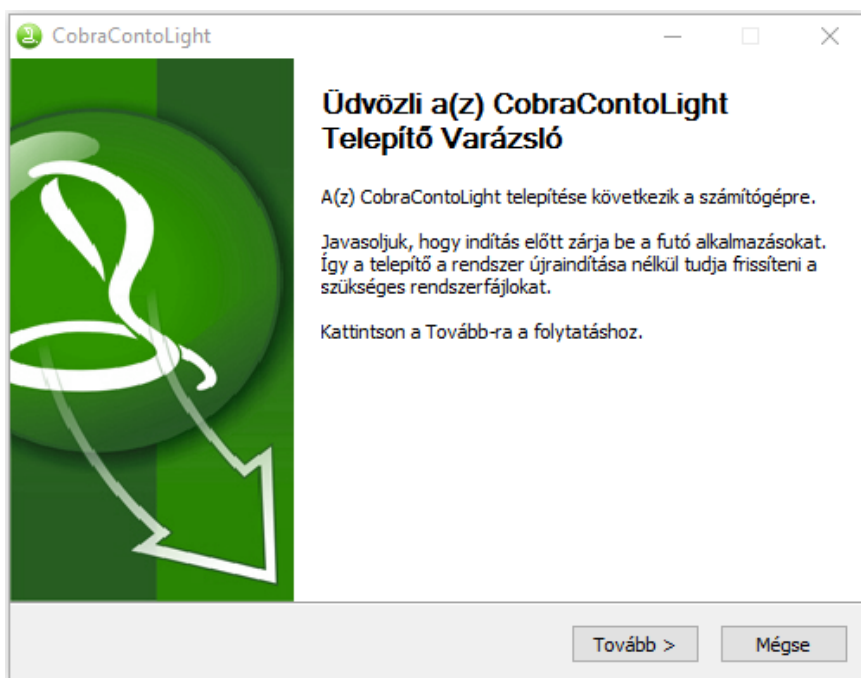 CobraContoLight
Üdvözli a(z) CobraContoLight
Telepítő Varázsló
A(z) CobraContoLight telepítése következik a számítógépre.
Javasoljuk, hogy indítás előtt zárja be a futó alkalmazásokat.
Így a telepítő a rendszer újraindítása nélkül tudja frissíteni a
szükséges rendszerfájlokat.
Kattintson a Tovább-ra a folytatáshoz.
Tovább >
Mégse